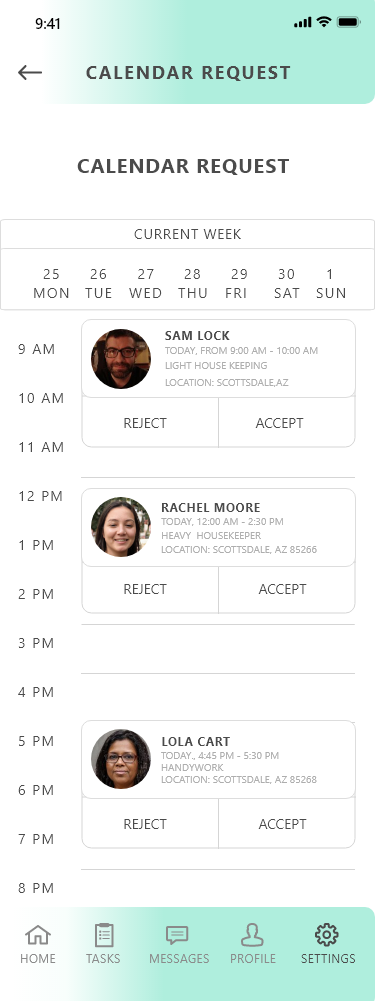 9:41
CALENDAR REQUEST
CALENDAR REQUEST
CURRENT WEEK
25 26 27 28 29 30 1
MON TUE WED THU FRI SAT SUN
9 AM
SAM LOCK
TODAY, FROM 9:00 AM - 10:00 AM
LIGHT HOUSE KEEPING
LOCATION: SCOTTSDALE,AZ
10 AM
REJECT ACCEPT
11 AM
12 PM
RACHEL MOORE
TODAY, 12:00 AM - 2:30 PM
HEAVY  HOUSEKEEPER
LOCATION: SCOTTSDALE, AZ 85266
1 PM
2 PM
REJECT ACCEPT
3 PM
4 PM
5 PM
LOLA CART
TODAY., 4:45 PM - 5:30 PM
HANDYWORK
LOCATION: SCOTTSDALE, AZ 85268
6 PM
REJECT ACCEPT
7 PM
8 PM
HOME TASKS MESSAGES PROFILE SETTINGS